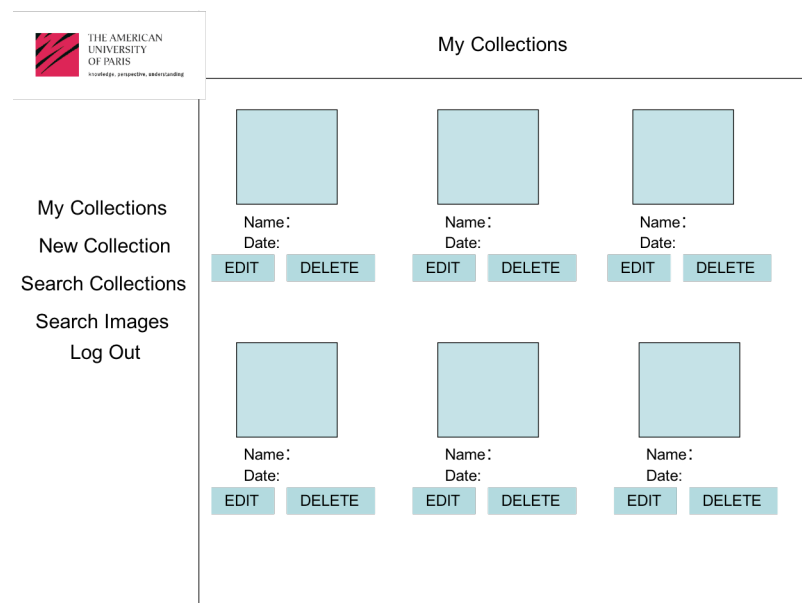 THE AMERICAN
UNIVERSITY
OF PARIS
knowledge, perspective, understanding
My Collections
My Collections
New Collection
Search Collections
Search Images
Log Out
Name: Name: Name:
Date: Date: Date:
EDIT DELETE EDIT DELETE EDIT DELETE
Name: Name: Name:
Date: Date: Date:
EDIT DELETE EDIT DELETE EDIT DELETE